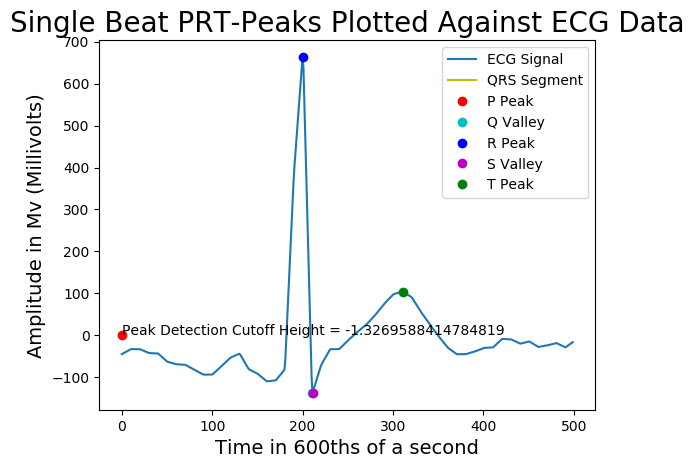 Single Beat PRT-Peaks Plotted Against ECG Data
700
600
500
400
300
200
100
0
−100
Amplitude in Mv (Millivolts)
ECG Signal
QRS Segment
P Peak
Q Valley
R Peak
S Valley
T Peak
Peak Detection Cutoff Height = -1.3269588414784819
0 100 200 300 400 500
Time in 600ths of a second